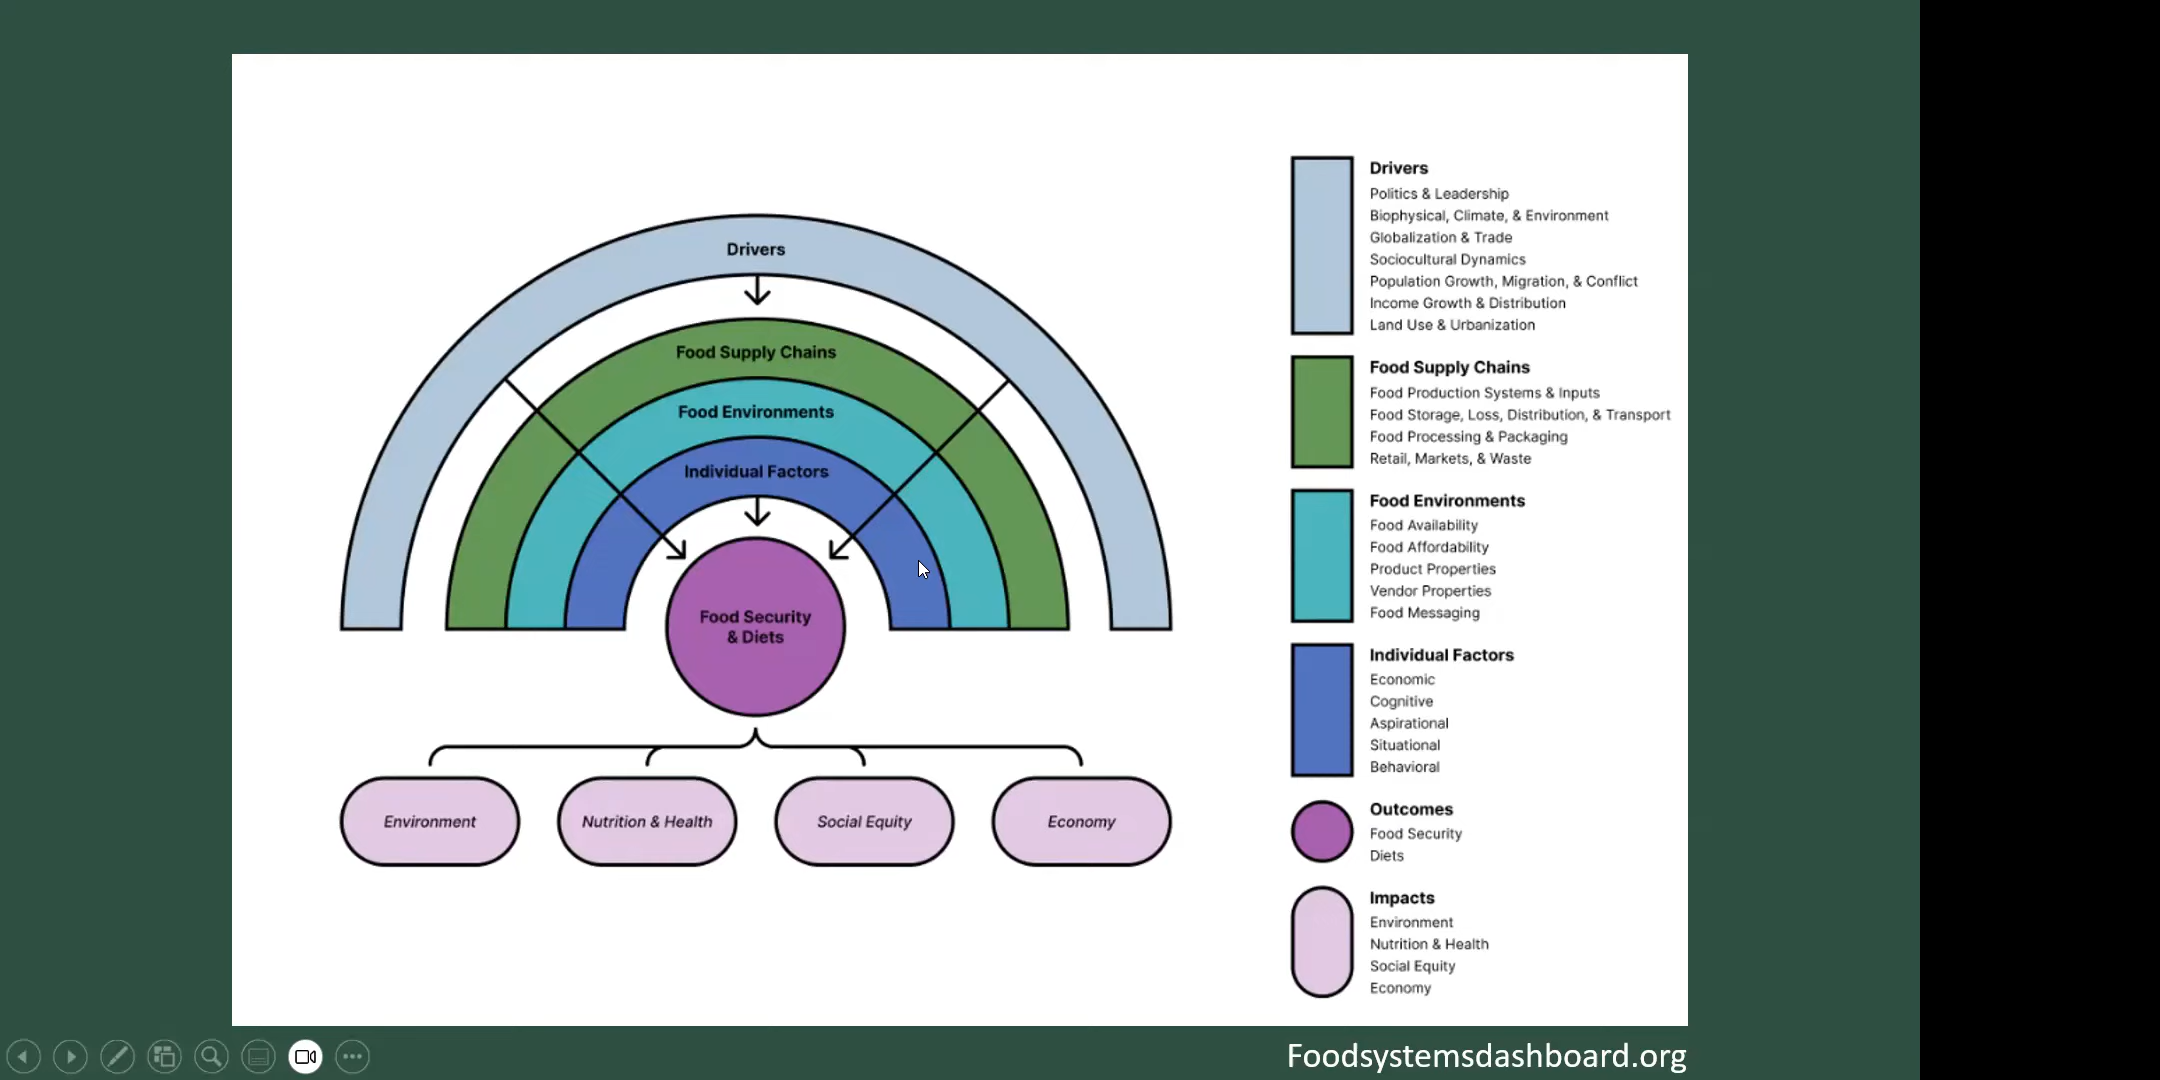 Drivers
Food Supply Chains
Food Environments
Individual Factors
Food Security
& Diets
Environment
Nutrition & Health
Social Equity
Economy
Drivers
Politics & Leadership
Biophysical, Climate, & Environment
Globalization & Trade
Sociocultural Dynamics
Population Growth, Migration, & Conflict
Income Growth & Distribution
Land Use & Urbanization
Food Supply Chains
Food Production Systems & Inputs
Food Storage, Loss, Distribution, & Transport
Food Processing & Packaging
Retail, Markets, & Waste
Food Environments
Food Availability
Food Affordability
Product Properties
Vendor Properties
Food Messaging
Individual Factors
Economic
Cognitive
Aspirational
Situational
Behavioral
Outcomes
Food Security
Diets
Impacts
Environment
Nutrition & Health
Social Equity
Economy
Foodsystemsdashboard.org